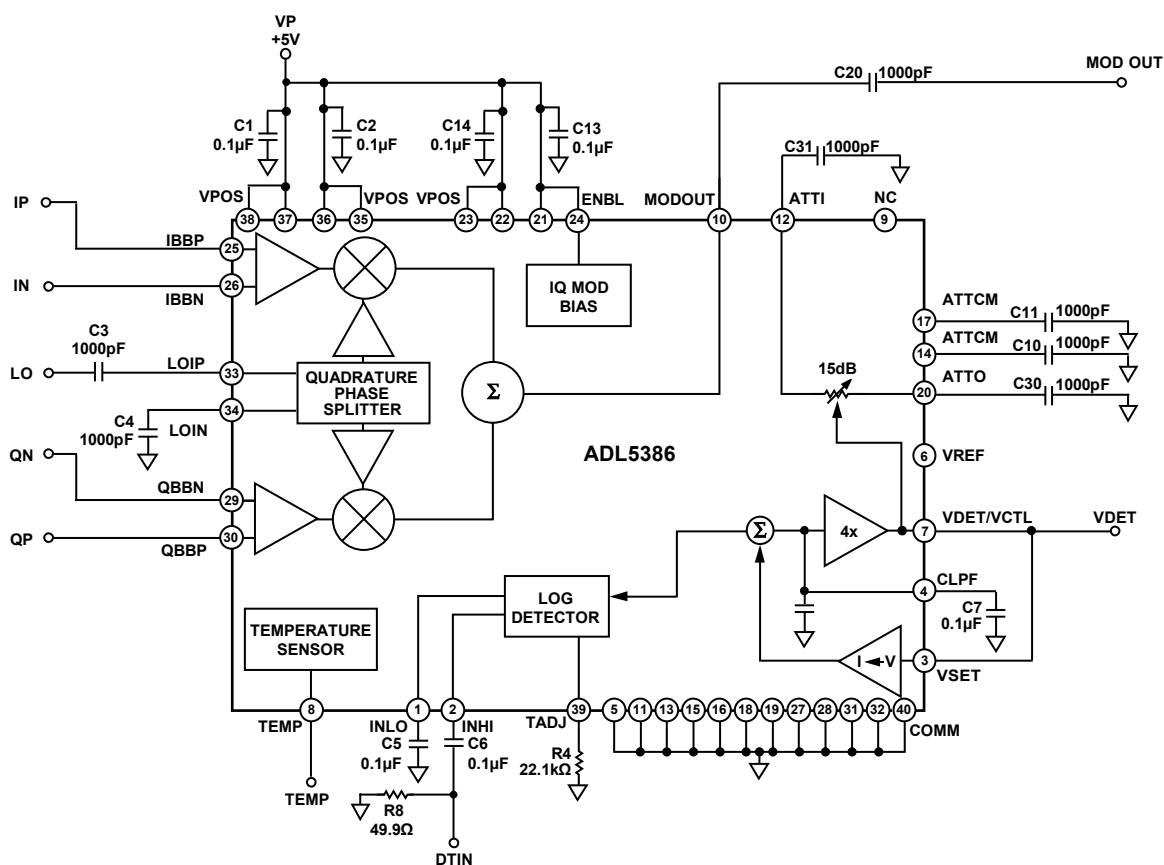 VP
+5V
C20
1000pF
MOD OUT
C1
0.1µF
C2
0.1µF
C14
0.1µF
C13
0.1µF
C31
1000pF
VPOS
VPOS
VPOS
ENBL
MODOUT
ATTI
NC
38
37
36
35
23
22
21
24
10
12
9
IP
IBBP
25
IN
26
IBBN
IQ MOD
BIAS
ATTCM
17
C11
1000pF
ATTCM
14
C10
1000pF
C3
1000pF
LO
LOIP
33
QUADRATURE
PHASE
SPLITTER
Σ
15dB
20
ATTO
C30
1000pF
34
LOIN
C4
1000pF
ADL5386
6
VREF
QN
QBBN
29
QP
30
QBBP
Σ
4x
7
VDET/VCTL
VDET
LOG
DETECTOR
4
CLPF
C7
0.1µF
TEMPERATURE
SENSOR
I
V
3
VSET
8
1
2
39
5
11
13
15
16
18
19
27
28
31
32
40
TEMP
INLO
INHI
TADJ
COMM
C5
0.1µF
C6
0.1µF
R4
22.1kΩ
TEMP
R8
49.9Ω
DTIN